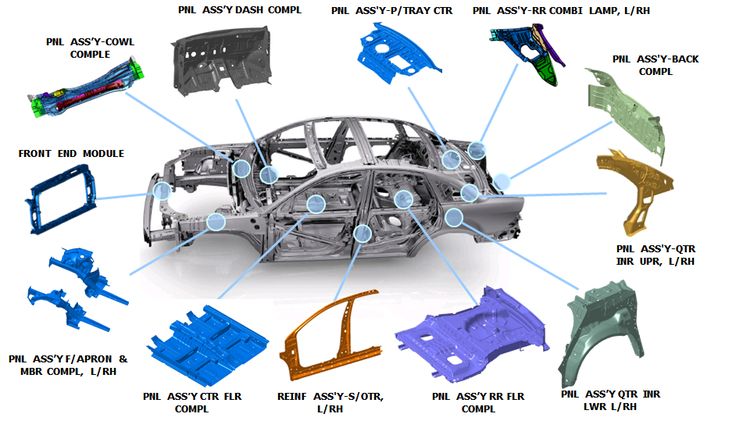 PNL ASS'Y DASH COMPL
PNL ASS'Y-P/TRAY CTR
PNL ASS'Y-RR COMBI LAMP, L/RH
PNL ASS'Y-COWL
COMPLE
PNL ASS'Y-BACK
COMPL
FRONT END MODULE
PNL ASS'Y-QTR
INR UPR, L/RH
PNL ASS'Y F/APRON &
MBR COMPL, L/RH
PNL ASS'Y CTR FLR
COMPL
REINF ASS'Y-S/OTR,
L/RH
PNL ASS'Y RR FLR
COMPL
PNL ASS'Y QTR INR
LWR L/RH